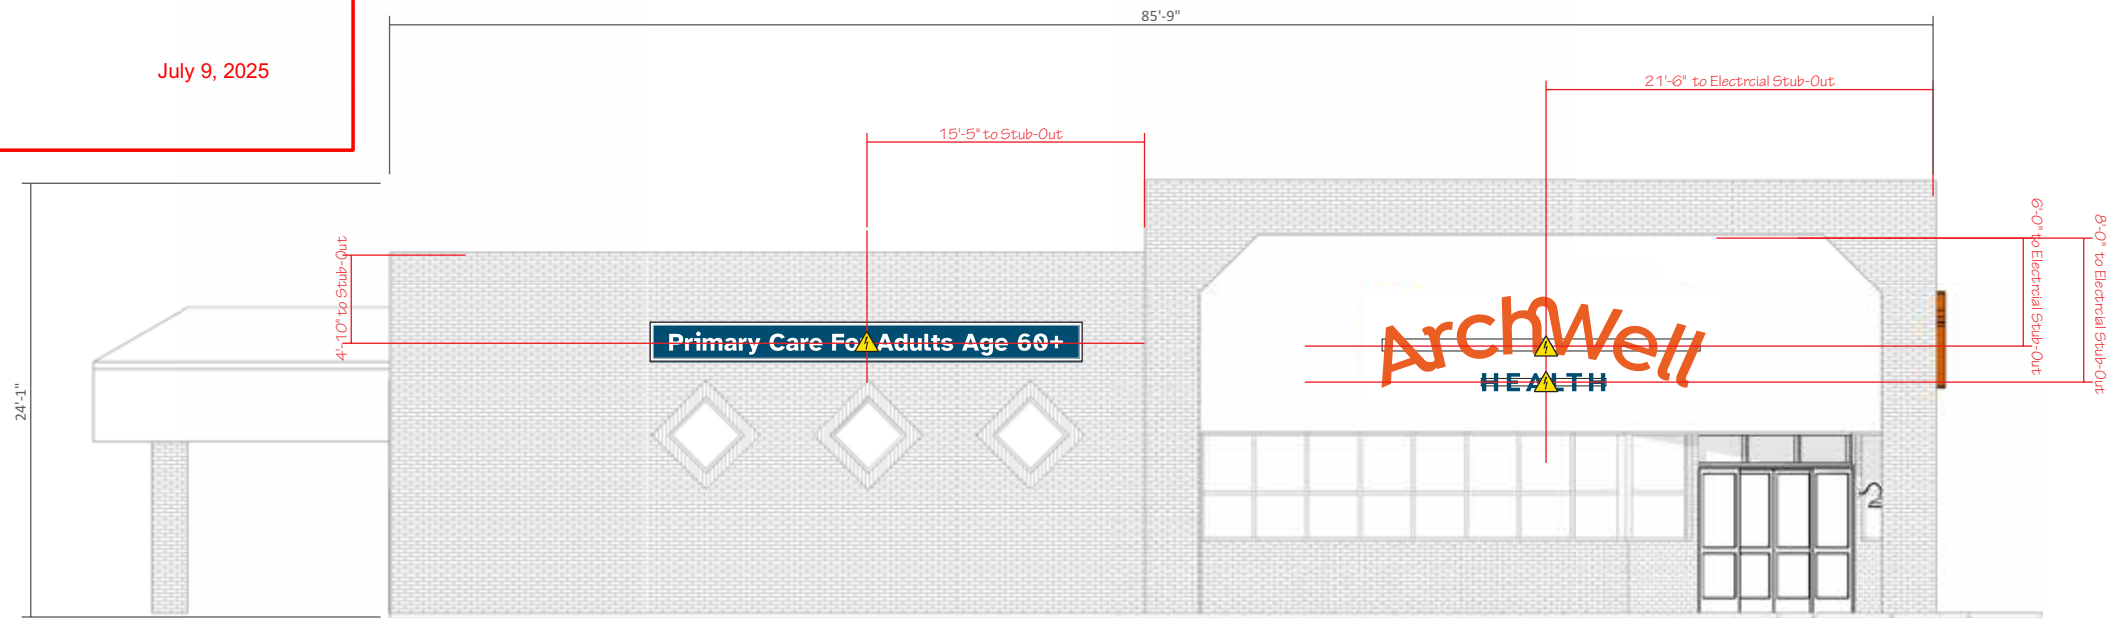 85'-9"
July 9, 2025
21'-6" to Electrcial Stub-Out
15'-5" to Stub-Out
4'-10" to Stub-Out
6'-0" to Electrcial Stub-Out
8'-0" to Electrcial Stub-Out
Primary Care For Adults Age 60+
ArchWell
HEALTH
24'-1"
2